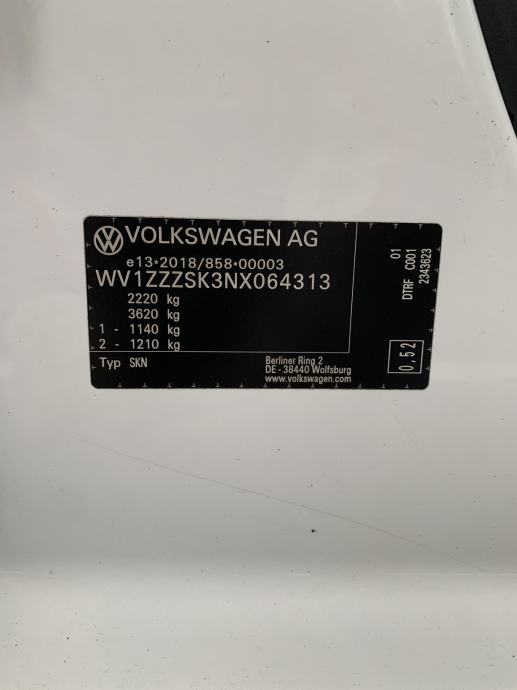 VOLKSWAGEN AG
e13*2018/858*00003
WV1ZZZSK3NX064313
2220 kg
3620 kg
1 - 1140 kg
2 - 1210 kg
Typ SKN
Berliner Ring 2
DE - 38440 Wolfsburg
www.volkswagen.com
01
DTRF C001
2343623
0,52